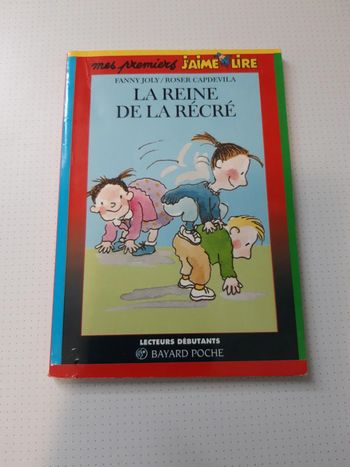 mes premiers J'AIME LIRE
FANNY JOLY/ROSER CAPDEVILA
LA REINE
DE LA RÉCRÉ
LECTEURS DÉBUTANTS
BAYARD POCHE